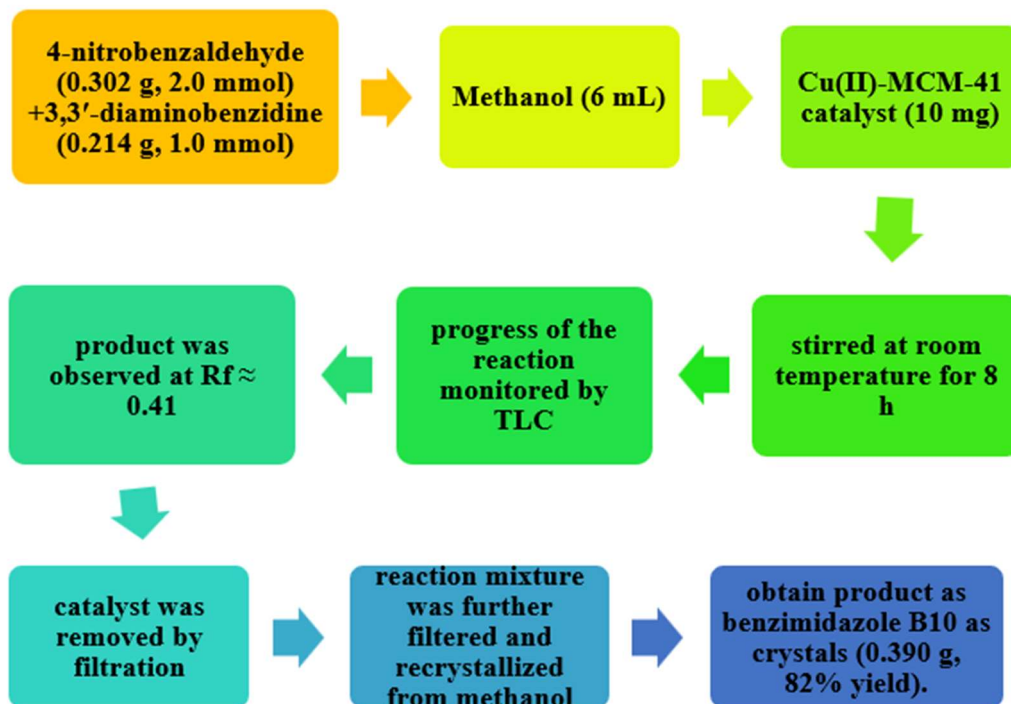 4-nitrobenzaldehyde
(0.302 g, 2.0 mmol)
+3,3′-diaminobenzidine
(0.214 g, 1.0 mmol)
Methanol (6 mL)
Cu(II)-MCM-41
catalyst (10 mg)
stirred at room
temperature for 8
h
progress of the
reaction
monitored by
TLC
product was
observed at Rf ≈
0.41
catalyst was
removed by
filtration
reaction mixture
was further
filtered and
recrystallized
from methanol
obtain product as
benzimidazole B10 as
crystals (0.390 g,
82% yield).